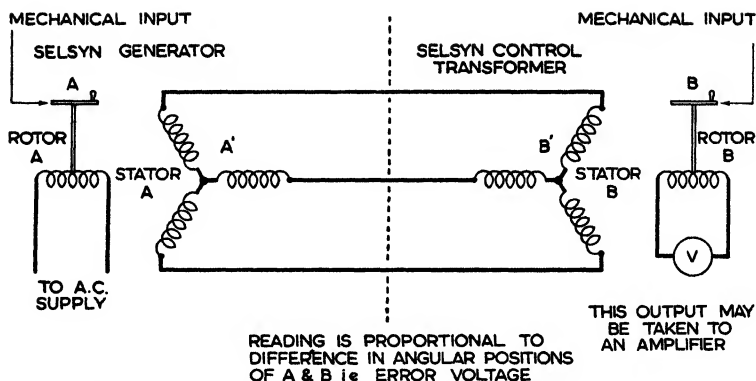 MECHANICAL INPUT
SELSYN GENERATOR
A
ROTOR
A
STATOR
A
A'
TO A.C.
SUPPLY
SELSYN CONTROL
TRANSFORMER
B'
STATOR
B
MECHANICAL INPUT
B
ROTOR
B
V
THIS OUTPUT MAY
BE TAKEN TO
AN AMPLIFIER
READING IS PROPORTIONAL TO
DIFFERENCE IN ANGULAR POSITIONS
OF A & B i e ERROR VOLTAGE